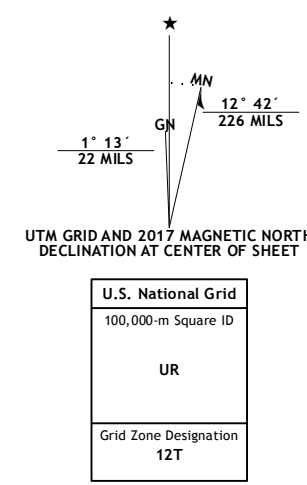 ★
MN
12° 42´
226 MILS
GN
1° 13´
22 MILS
UTM GRID AND 2017 MAGNETIC NORTH
DECLINATION AT CENTER OF SHEET
U.S. National Grid
100,000-m Square ID
UR
Grid Zone Designation
12T